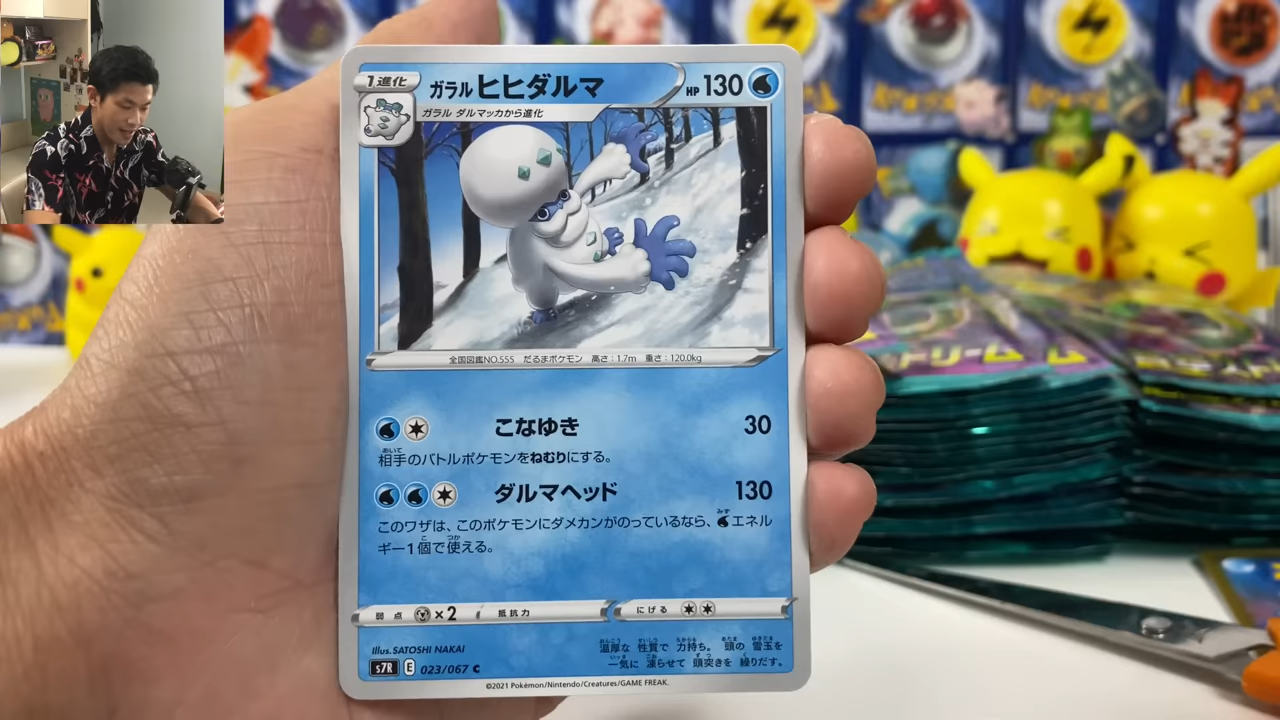 1進化
ガラル ヒヒダルマ
HP 130
ガラル ダルマッカから進化
全国図鑑NO.555 だるまポケモン 高さ:1.7m 重さ:120.0kg
こなゆき 30
相手のバトルポケモンをねむりにする。
ダルマヘッド 130
このワザは、このポケモンにダメカンがのっているなら、エネル
ギー1個で使える。
弱点 ×2 抵抗力 にげる
Illus.SATOSHI NAKAI
温厚な 性質で 力持ち。 頭の 雪玉を
一気に 凍らせて 頭突きを 繰りだす。
s7R E 023/067 C
©2021 Pokémon/Nintendo/Creatures/GAME FREAK.